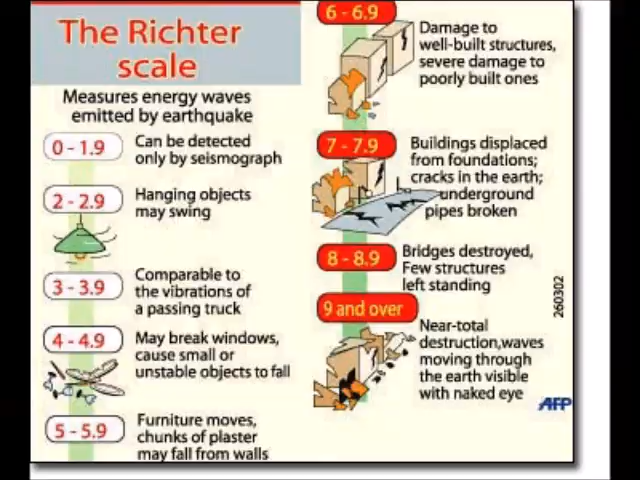 The Richter
scale
Measures energy waves
emitted by earthquake
0 - 1.9
Can be detected
only by seismograph
2 - 2.9
Hanging objects
may swing
3 - 3.9
Comparable to
the vibrations of
a passing truck
4 - 4.9
May break windows,
cause small or
unstable objects to fall
5 - 5.9
Furniture moves,
chunks of plaster
may fall from walls
6 - 6.9
Damage to
well-built structures,
severe damage to
poorly built ones
7 - 7.9
Buildings displaced
from foundations;
cracks in the earth;
underground
pipes broken
8 - 8.9
Bridges destroyed,
Few structures
left standing
9 and over
Near-total
destruction,waves
moving through
the earth visible
with naked eye
260302
AFP